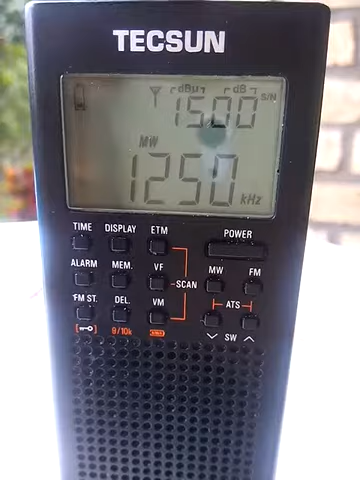 TECSUN
dBµ dB
1500 S/N
MW
1250 kHz
TIME DISPLAY ETM
POWER
ALARM MEM. VF
SCAN
MW FM
FM ST. DEL. VM
ATS
9/10k
SW